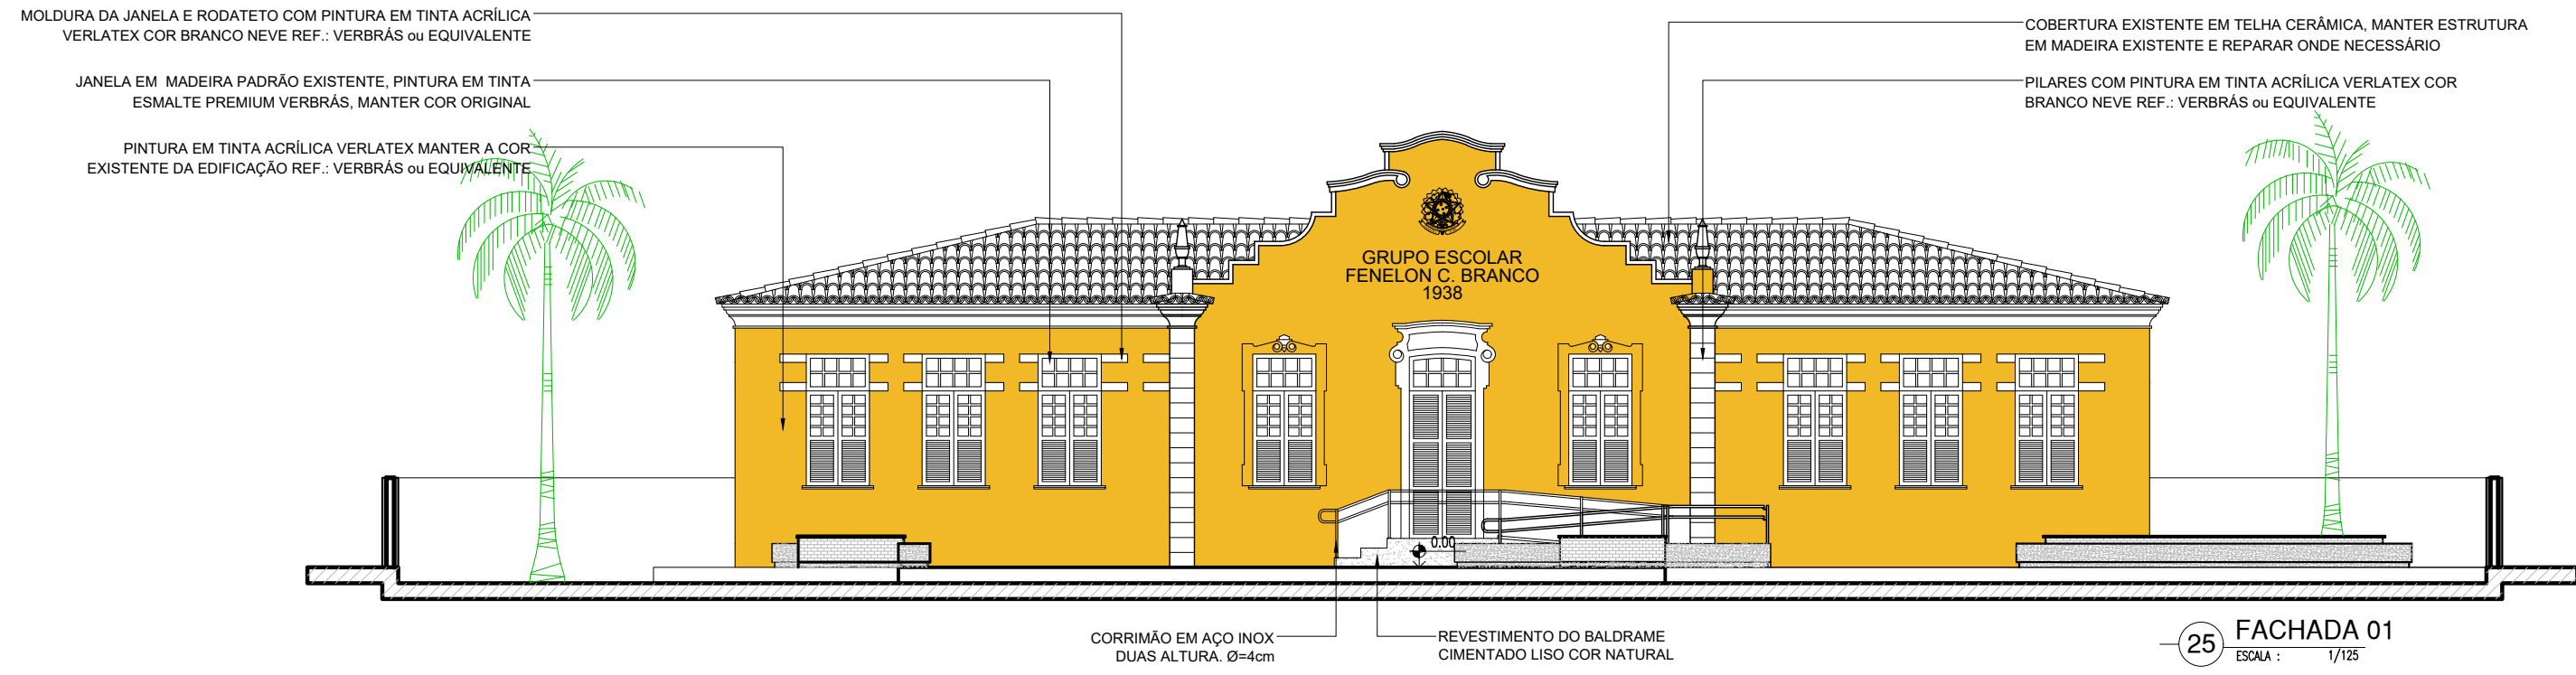 MOLDURA DA JANELA E RODATETO COM PINTURA EM TINTA ACRÍLICA
VERLATEX COR BRANCO NEVE REF.: VERBRÁS ou EQUIVALENTE
JANELA EM MADEIRA PADRÃO EXISTENTE, PINTURA EM TINTA
ESMALTE PREMIUM VERBRÁS, MANTER COR ORIGINAL
PINTURA EM TINTA ACRÍLICA VERLATEX MANTER A COR
EXISTENTE DA EDIFICAÇÃO REF.: VERBRÁS ou EQUIVALENTE
COBERTURA EXISTENTE EM TELHA CERÂMICA, MANTER ESTRUTURA
EM MADEIRA EXISTENTE E REPARAR ONDE NECESSÁRIO
PILARES COM PINTURA EM TINTA ACRÍLICA VERLATEX COR
BRANCO NEVE REF.: VERBRÁS ou EQUIVALENTE
GRUPO ESCOLAR
FENELON C. BRANCO
1938
0.00
CORRIMÃO EM AÇO INOX
DUAS ALTURA. Ø=4cm
REVESTIMENTO DO BALDRAME
CIMENTADO LISO COR NATURAL
25 FACHADA 01
ESCALA : 1/125